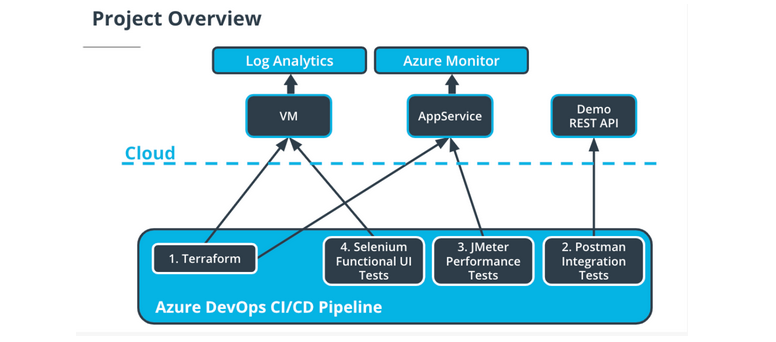 Project Overview
Log Analytics
Azure Monitor
VM
AppService
Demo
REST API
Cloud
1. Terraform
4. Selenium
Functional UI
Tests
3. JMeter
Performance
Tests
2. Postman
Integration
Tests
Azure DevOps CI/CD Pipeline